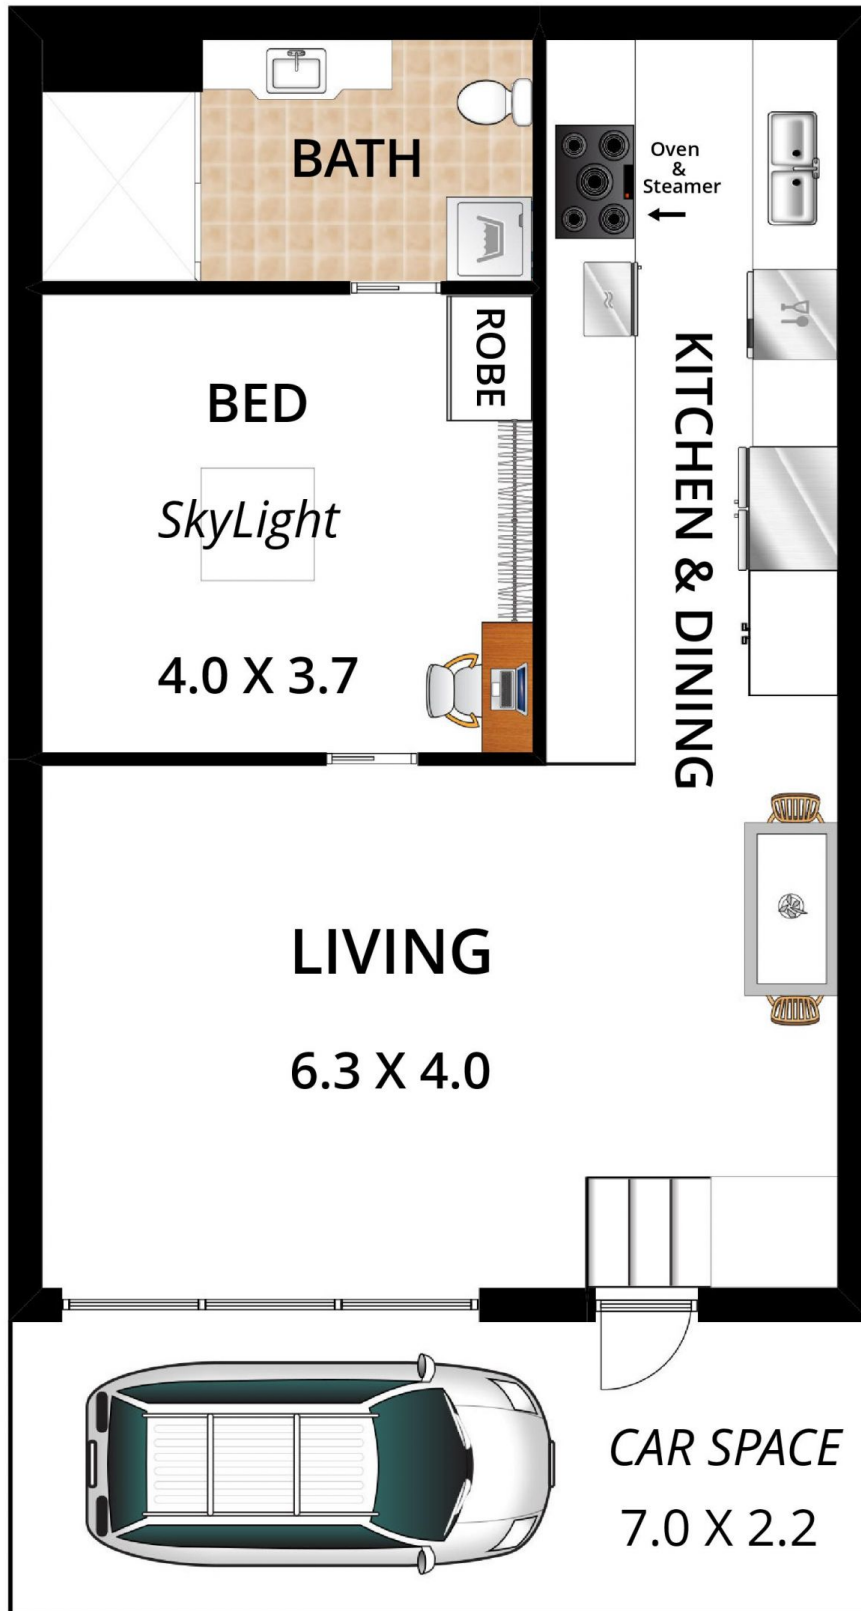 BATH
Oven
&
Steamer
ROBE
BED
SkyLight
4.0 X 3.7
KITCHEN & DINING
LIVING
6.3 X 4.0
CAR SPACE
7.0 X 2.2